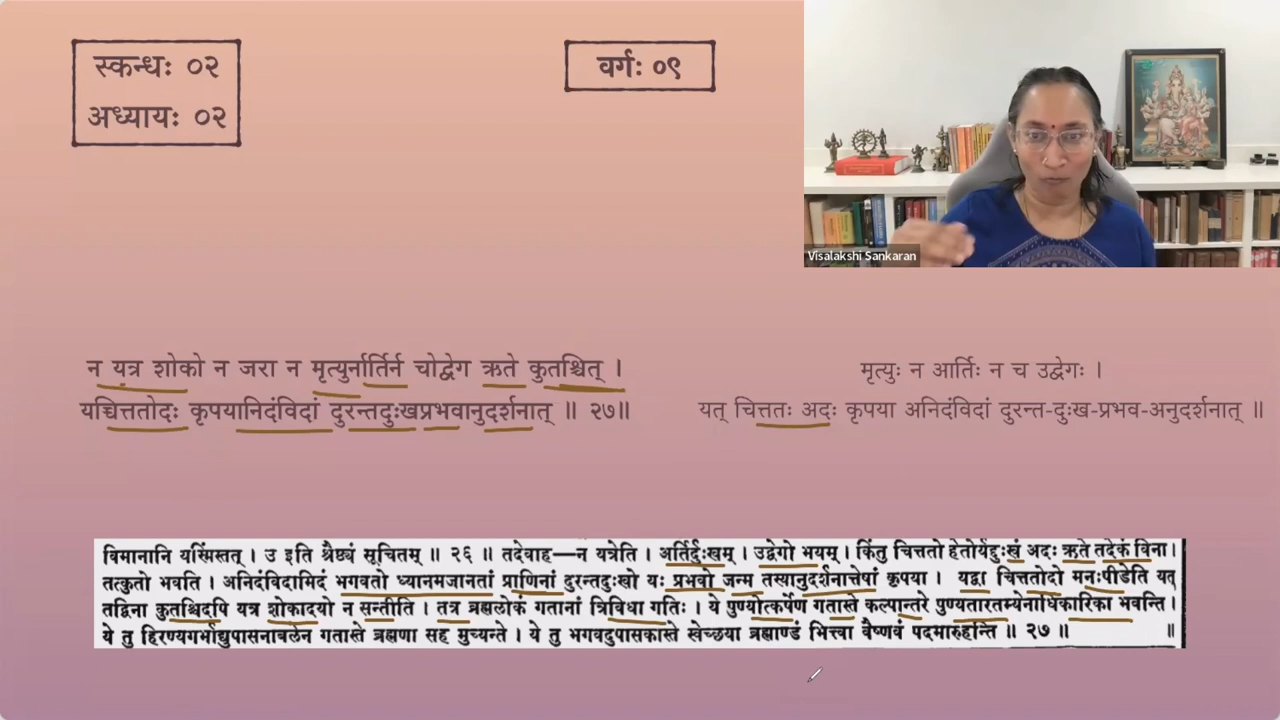 स्कन्धः ०२
अध्यायः ०२
वर्गः ०९
Visalakshi Sankaran
न यत्र शोको न जरा न मृत्युर्नार्तिर्न चोद्वेग ऋते कुतश्चित् ।
यच्चित्ततोदः कृपयानिदंविदां दुरन्तदुःखप्रभवानुदर्शनात् ॥ २७॥
मृत्युः न आर्तिः न च उद्वेगः ।
यत् चित्ततः अदः कृपया अनिदंविदां दुरन्त-दुःख-प्रभव-अनुदर्शनात् ॥
विमानानि यस्मिंस्तत् । उ इति श्रैष्ठ्यं सूचितम् ॥ २६ ॥ तदेवाह—न यत्रेति । अर्तिर्दुःखम् । उद्वेगो भयम् । किंतु चित्ततो हेतोर्यद्दुःखं अदः ऋते तदेकं विना ।
तत्कुतो भवति । अनिदंविदामिदं भगवतो ध्यानमजानतां प्राणिनां दुरन्तदुःखो यः प्रभवो जन्म तस्यानुदर्शनात्तेषां कृपया । यद्वा चित्ततोदो मनःपीडेति यत्
तद्विना कुतश्चिदपि यत्र शोकादयो न सन्तीति । तत्र ब्रह्मलोकं गतानां त्रिविधा गतिः । ये पुण्योत्कर्षेण गतास्ते कल्पान्तरे पुण्यतारतम्येनाधिकारिका भवन्ति ।
ये तु हिरण्यगर्भाद्युपासनाबलेन गतास्ते ब्रह्मणा सह मुच्यन्ते । ये तु भगवदुपासकास्ते स्वेच्छया ब्रह्माण्डं भित्त्वा वैष्णवं पदमारुहन्ति ॥ २७ ॥ ॥